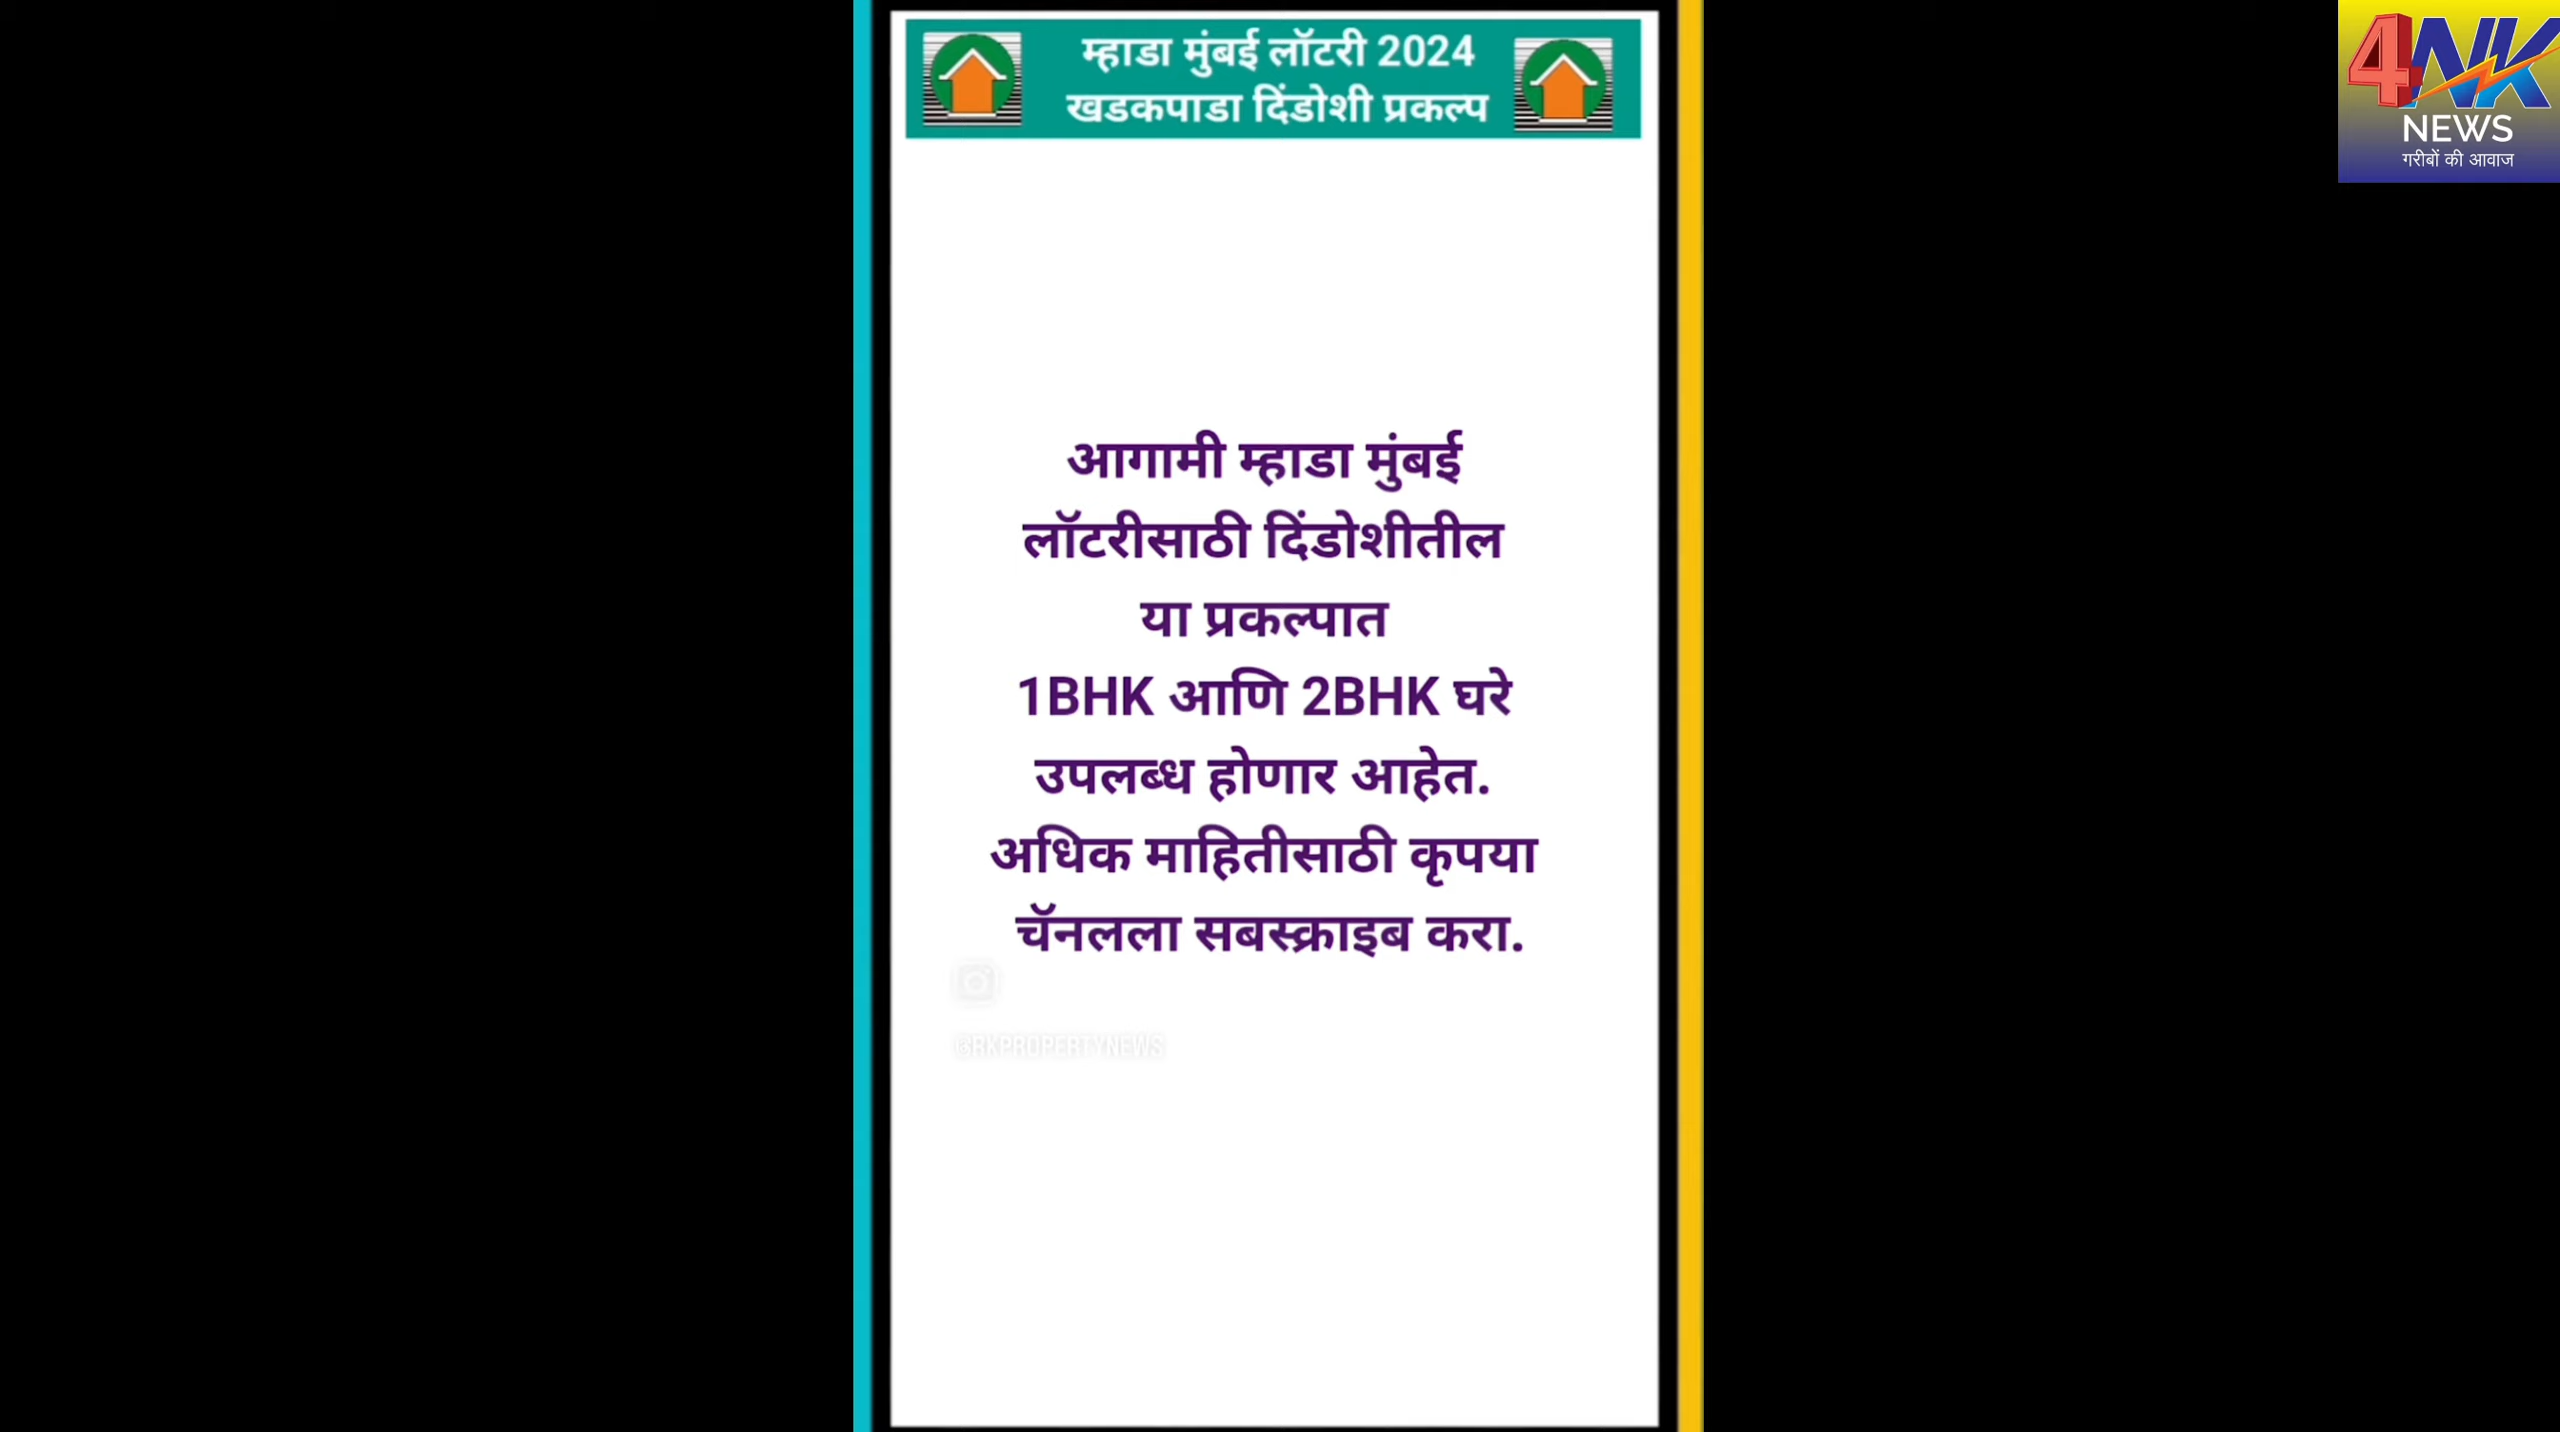 म्हाडा मुंबई लॉटरी 2024
खडकपाडा दिंडोशी प्रकल्प
4NK
NEWS
गरीबों की आवाज
आगामी म्हाडा मुंबई
लॉटरीसाठी दिंडोशीतील
या प्रकल्पात
1BHK आणि 2BHK घरे
उपलब्ध होणार आहेत.
अधिक माहितीसाठी कृपया
चॅनलला सबस्क्राइब करा.
@RKPROPERTYNEWS